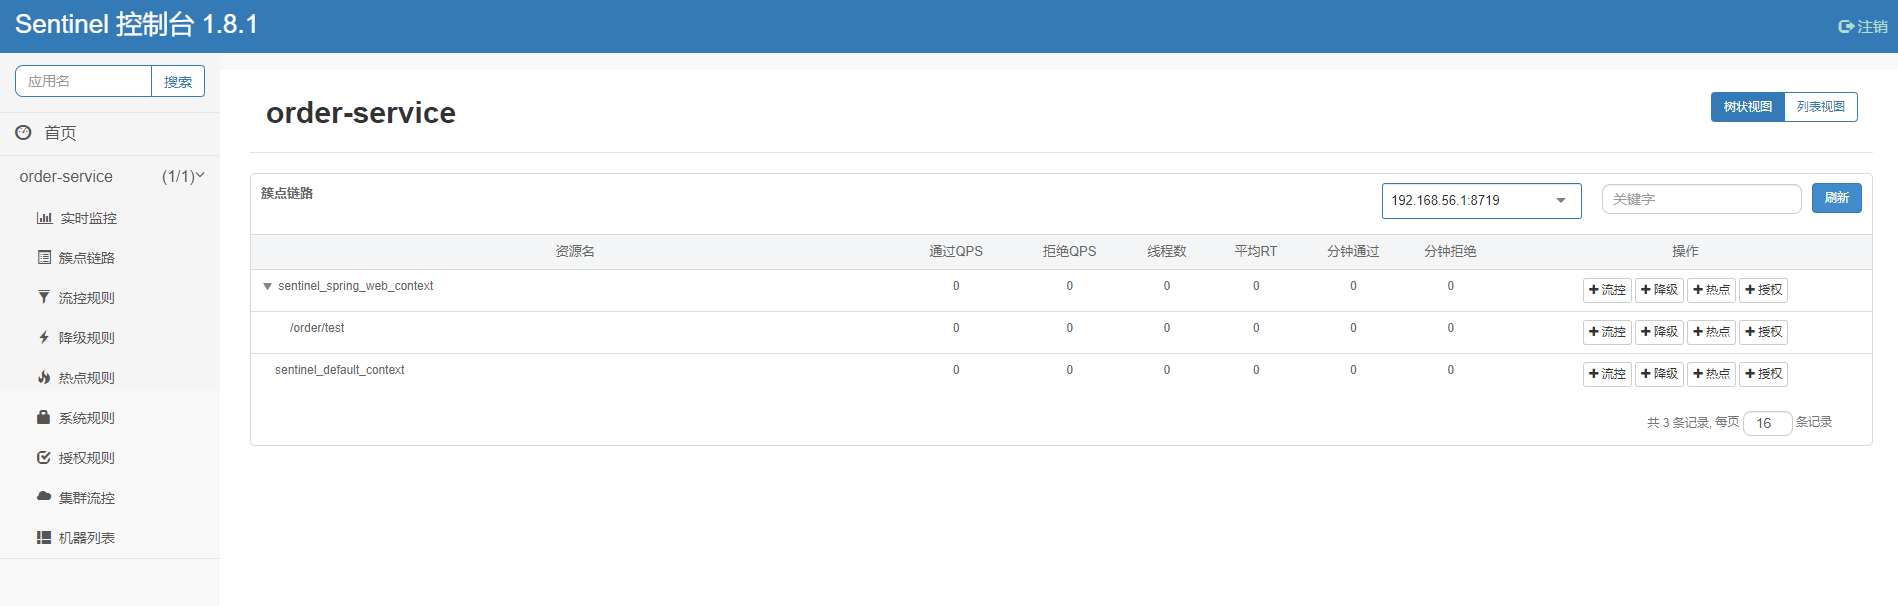 Sentinel 控制台 1.8.1
注销
应用名 搜索
首页
order-service (1/1)
实时监控
簇点链路
流控规则
降级规则
热点规则
系统规则
授权规则
集群流控
机器列表
order-service
树状视图 列表视图
簇点链路 192.168.56.1:8719 关键字 刷新
资源名 通过QPS 拒绝QPS 线程数 平均RT 分钟通过 分钟拒绝 操作
sentinel_spring_web_context 0 0 0 0 0 0 +流控 +降级 +热点 +授权
/order/test 0 0 0 0 0 0 +流控 +降级 +热点 +授权
sentinel_default_context 0 0 0 0 0 0 +流控 +降级 +热点 +授权
共 3 条记录, 每页 16 条记录